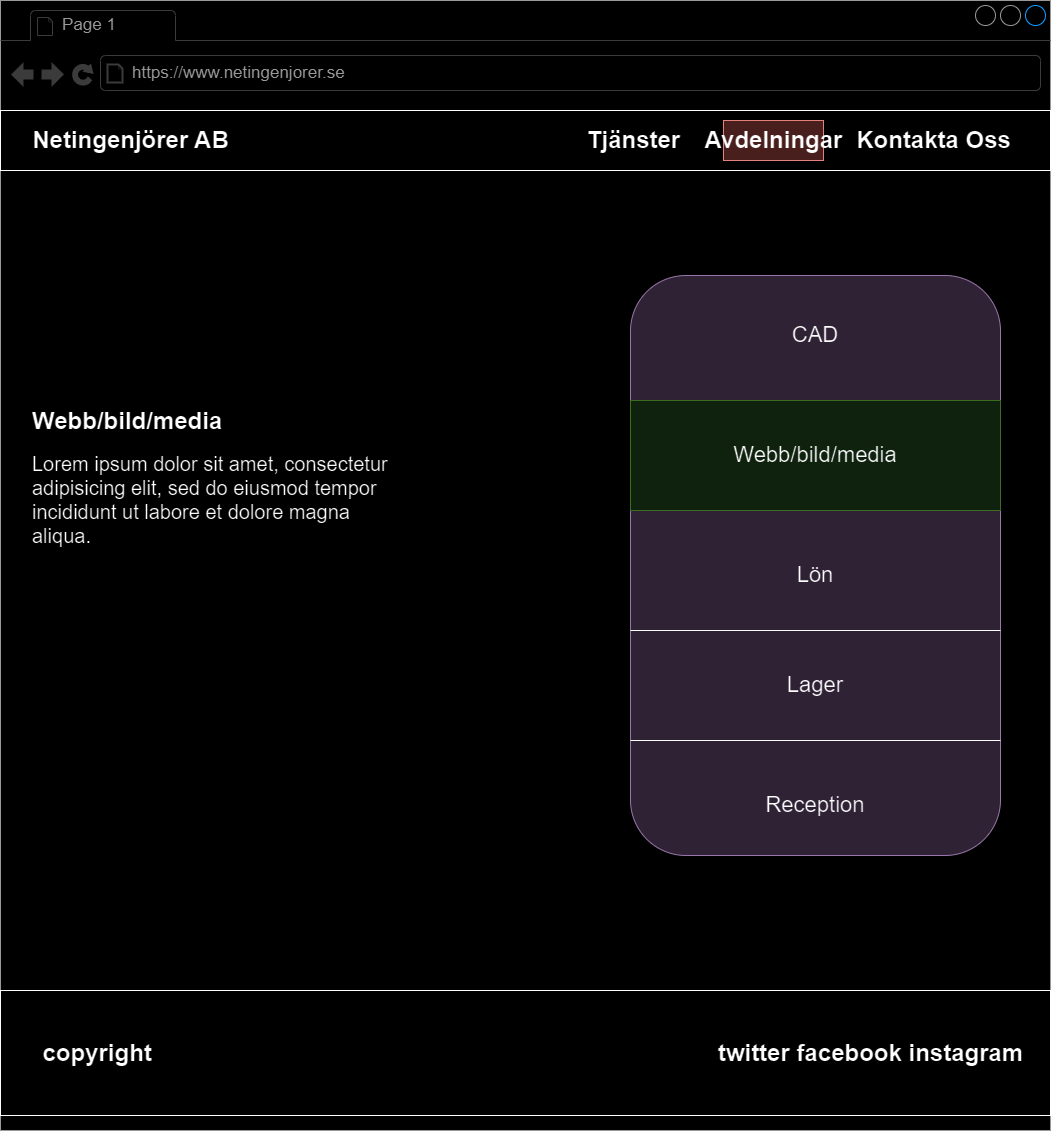 Page 1
https://www.netingenjorer.se
Netingenjörer AB
Tjänster
Avdelningar
Kontakta Oss
CAD
Webb/bild/media
Lorem ipsum dolor sit amet, consectetur
adipisicing elit, sed do eiusmod tempor
incididunt ut labore et dolore magna
aliqua.
Webb/bild/media
Lön
Lager
Reception
copyright
twitter facebook instagram